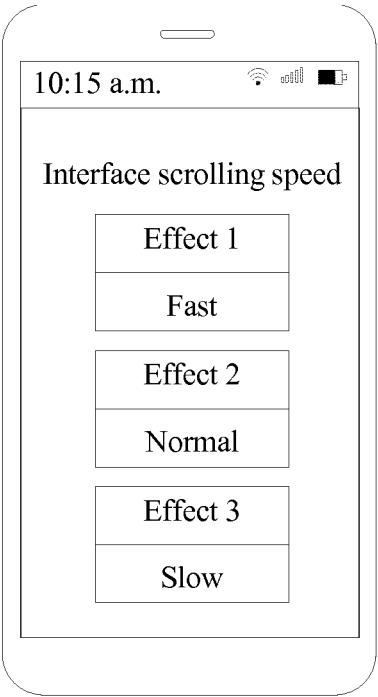 10:15 a.m.
Interface scrolling speed
Effect 1
Fast
Effect 2
Normal
Effect 3
Slow